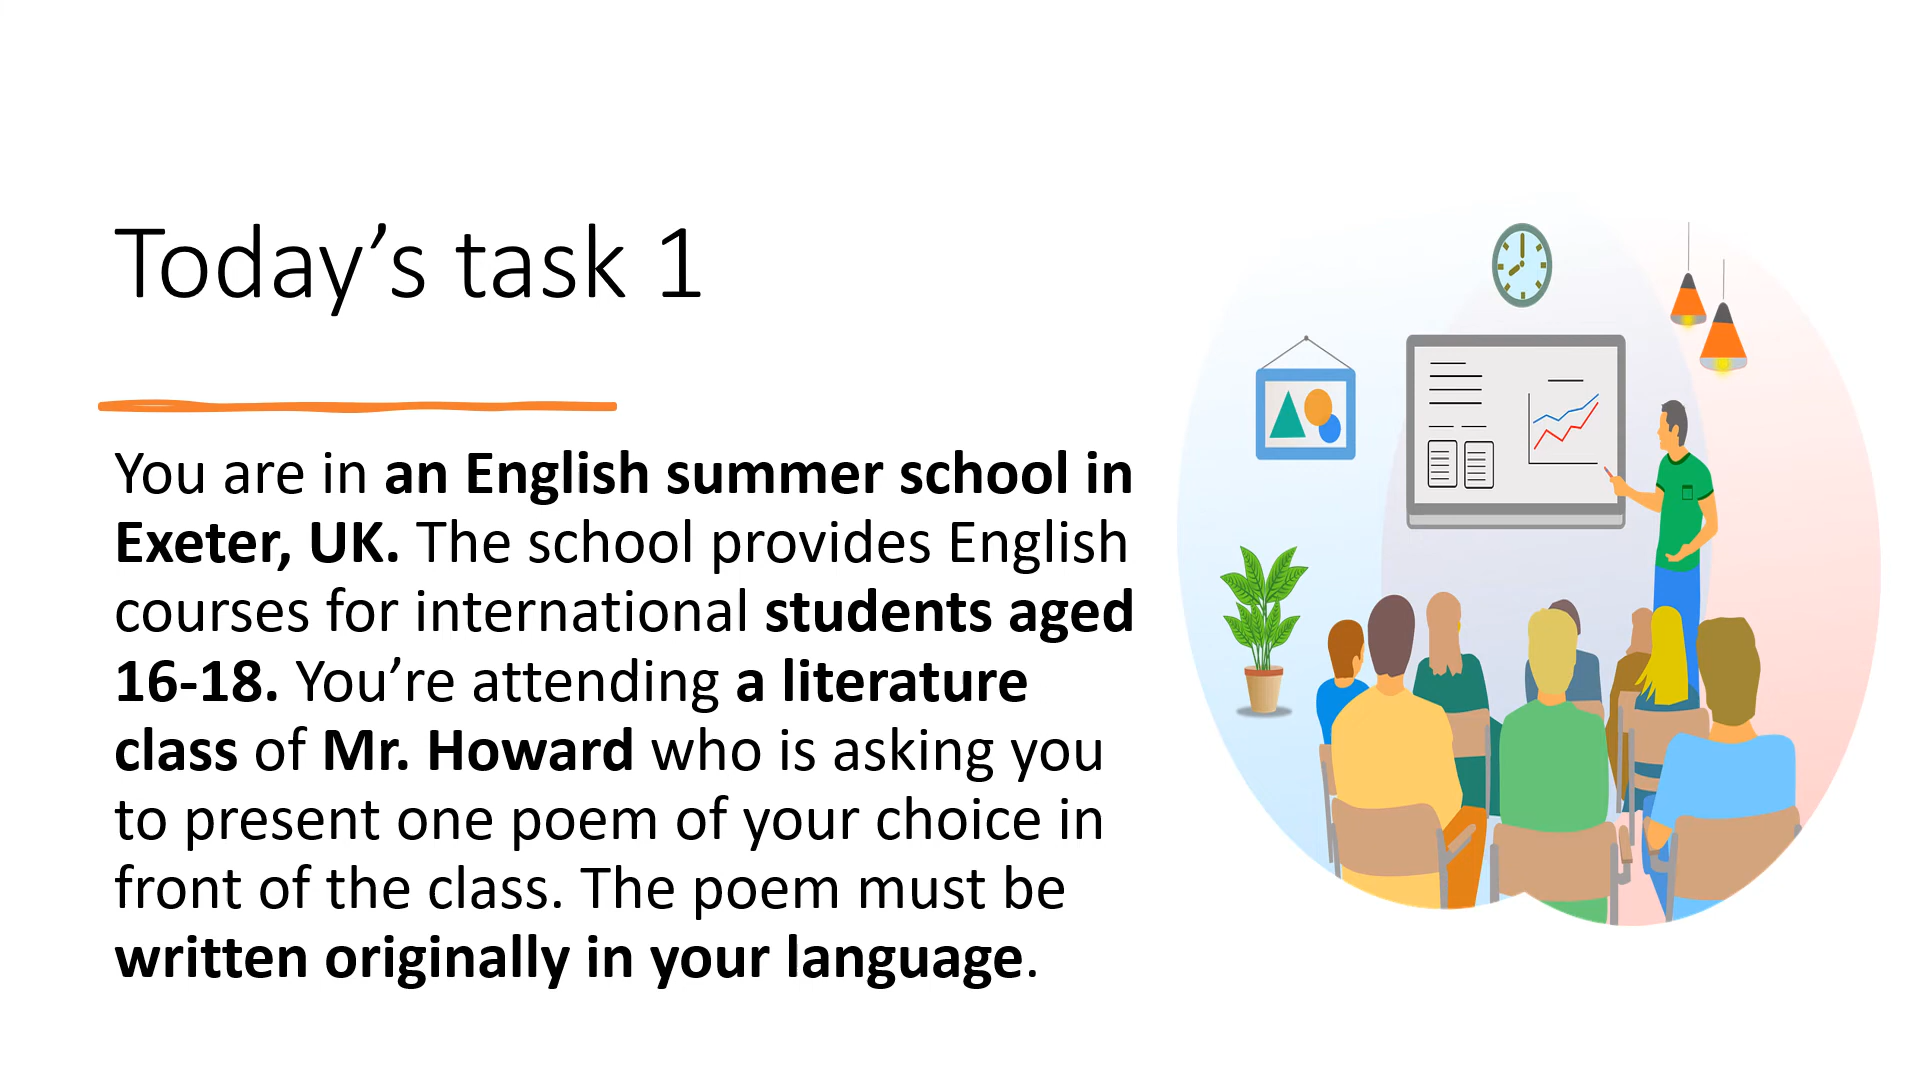 Today’s task 1
You are in an English summer school in
Exeter, UK. The school provides English
courses for international students aged
16-18. You’re attending a literature
class of Mr. Howard who is asking you
to present one poem of your choice in
front of the class. The poem must be
written originally in your language.